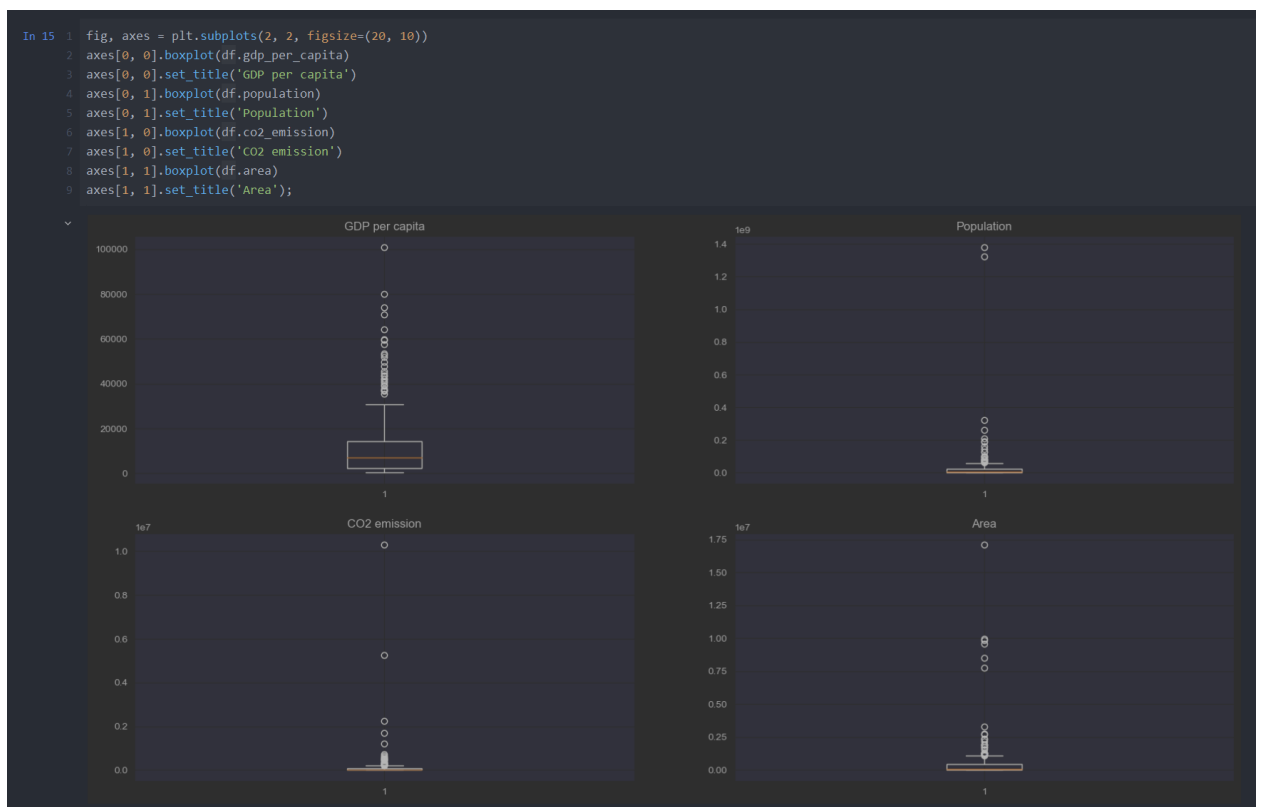 In 15 1 fig, axes = plt.subplots(2, 2, figsize=(20, 10))
2 axes[0, 0].boxplot(df.gdp_per_capita)
3 axes[0, 0].set_title('GDP per capita')
4 axes[0, 1].boxplot(df.population)
5 axes[0, 1].set_title('Population')
6 axes[1, 0].boxplot(df.co2_emission)
7 axes[1, 0].set_title('CO2 emission')
8 axes[1, 1].boxplot(df.area)
9 axes[1, 1].set_title('Area');
GDP per capita
100000
80000
60000
40000
20000
0
1
Population
1e9
1.4
1.2
1.0
0.8
0.6
0.4
0.2
0.0
1
CO2 emission
1e7
1.0
0.8
0.6
0.4
0.2
0.0
1
Area
1e7
1.75
1.50
1.25
1.00
0.75
0.50
0.25
0.00
1